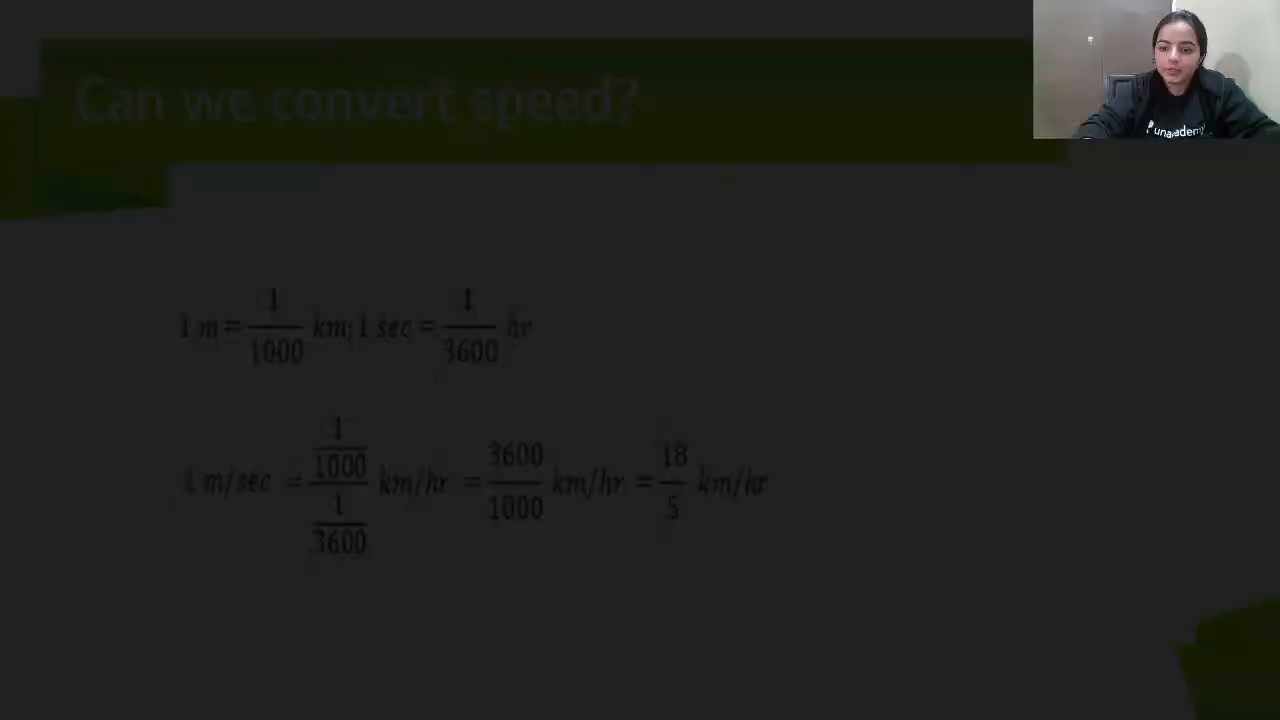 Can we convert speed?
unacademy
1 m = 1/1000 km; 1 sec = 1/3600 hr
1 m/sec = (1/1000)/(1/3600) km/hr = 3600/1000 km/hr = 18/5 km/hr